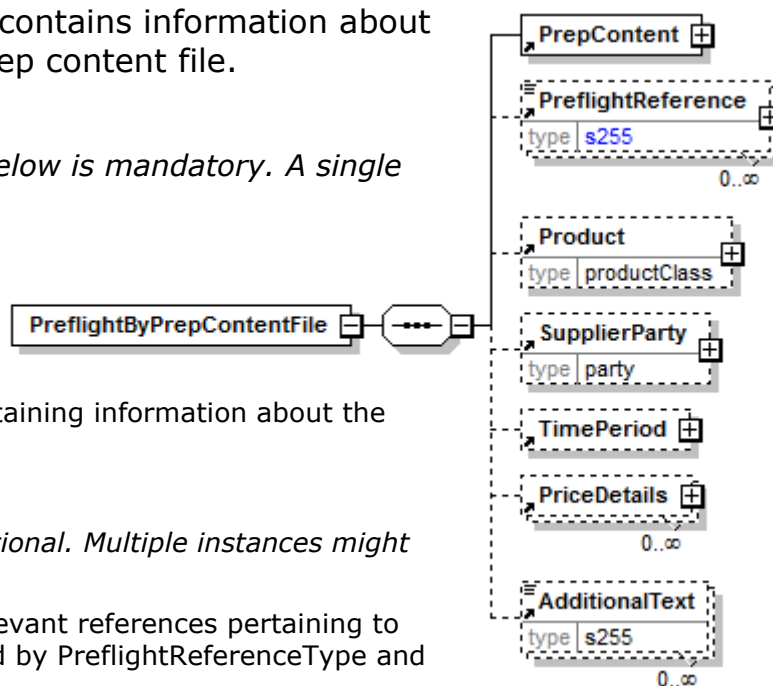 contains information about
ep content file.
elow is mandatory. A single
taining information about the
ional. Multiple instances might
evant references pertaining to
d by PreflightReferenceType and
PreflightByPrepContentFile
PrepContent
PreflightReference
type s255
0..∞
Product
type productClass
SupplierParty
type party
TimePeriod
PriceDetails
0..∞
AdditionalText
type s255
0..∞